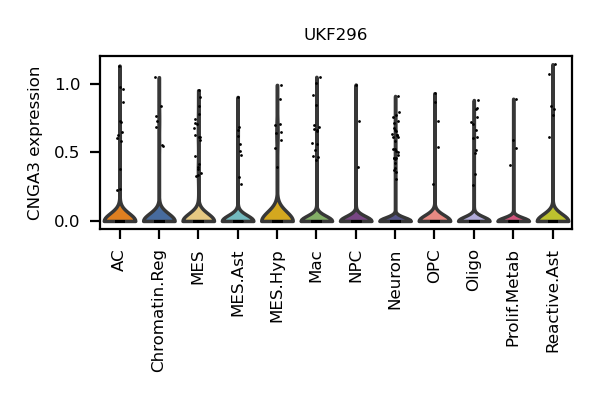 UKF296
CNGA3 expression
1.0
0.5
0.0
AC
Chromatin.Reg
MES
MES.Ast
MES.Hyp
Mac
NPC
Neuron
OPC
Oligo
Prolif.Metab
Reactive.Ast